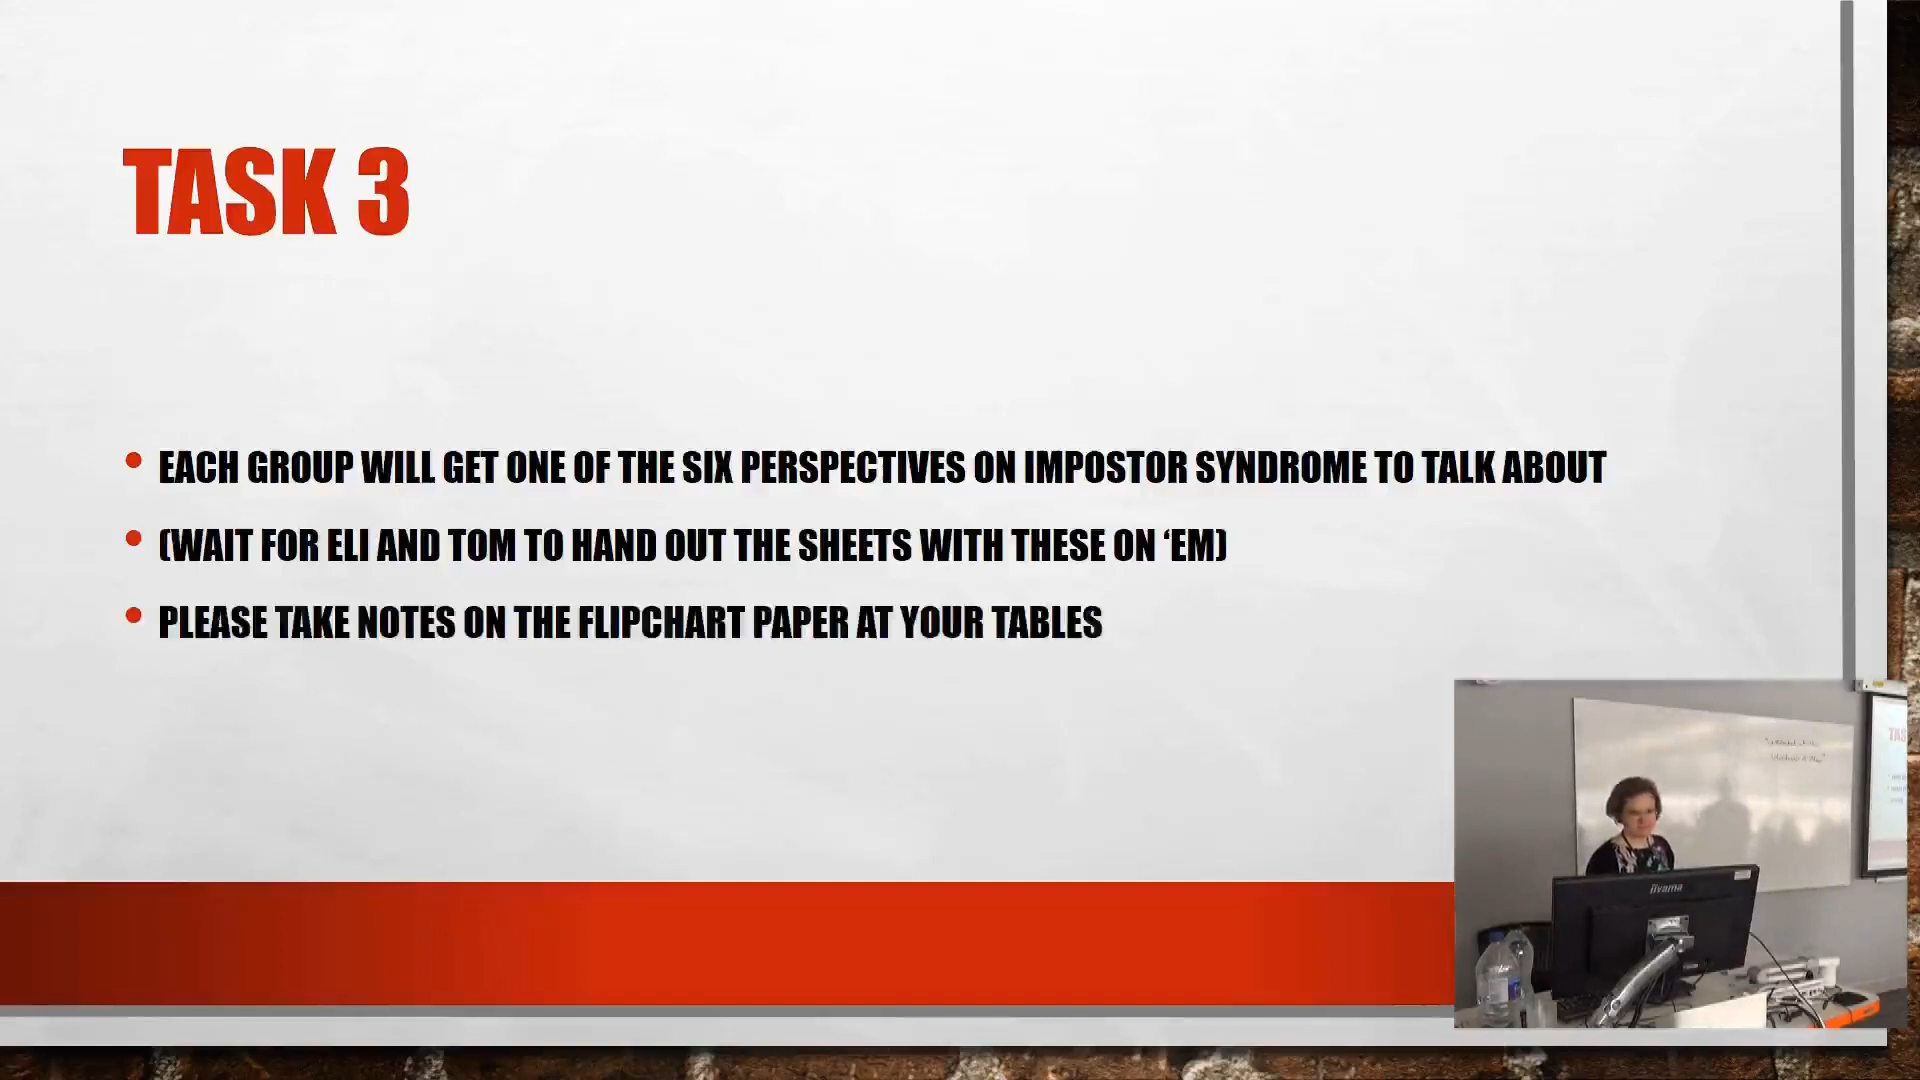 TASK 3
EACH GROUP WILL GET ONE OF THE SIX PERSPECTIVES ON IMPOSTOR SYNDROME TO TALK ABOUT
(WAIT FOR ELI AND TOM TO HAND OUT THE SHEETS WITH THESE ON ‘EM)
PLEASE TAKE NOTES ON THE FLIPCHART PAPER AT YOUR TABLES
iiyama
TAS